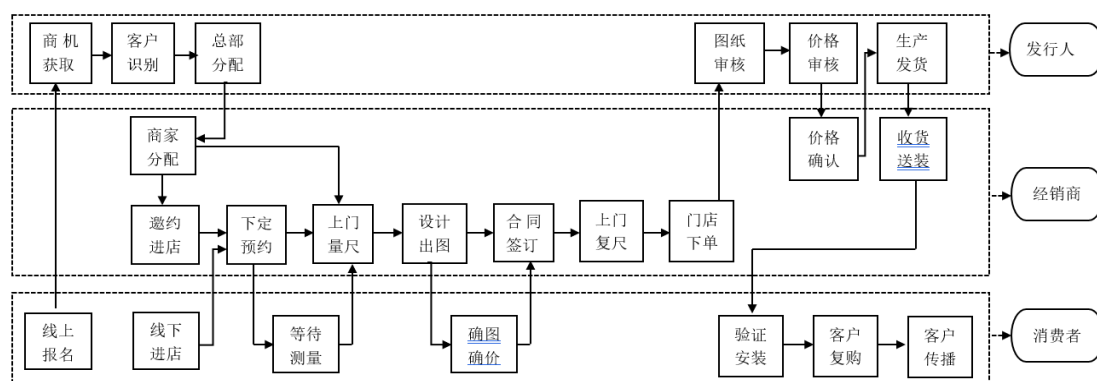 商机
获取
客户
识别
总部
分配
图纸
审核
价格
审核
生产
发货
发行人
商家
分配
价格
确认
收货
送装
邀约
进店
下定
预约
上门
量尺
设计
出图
合同
签订
上门
复尺
门店
下单
经销商
线上
报名
线下
进店
等待
测量
确图
确价
验证
安装
客户
复购
客户
传播
消费者